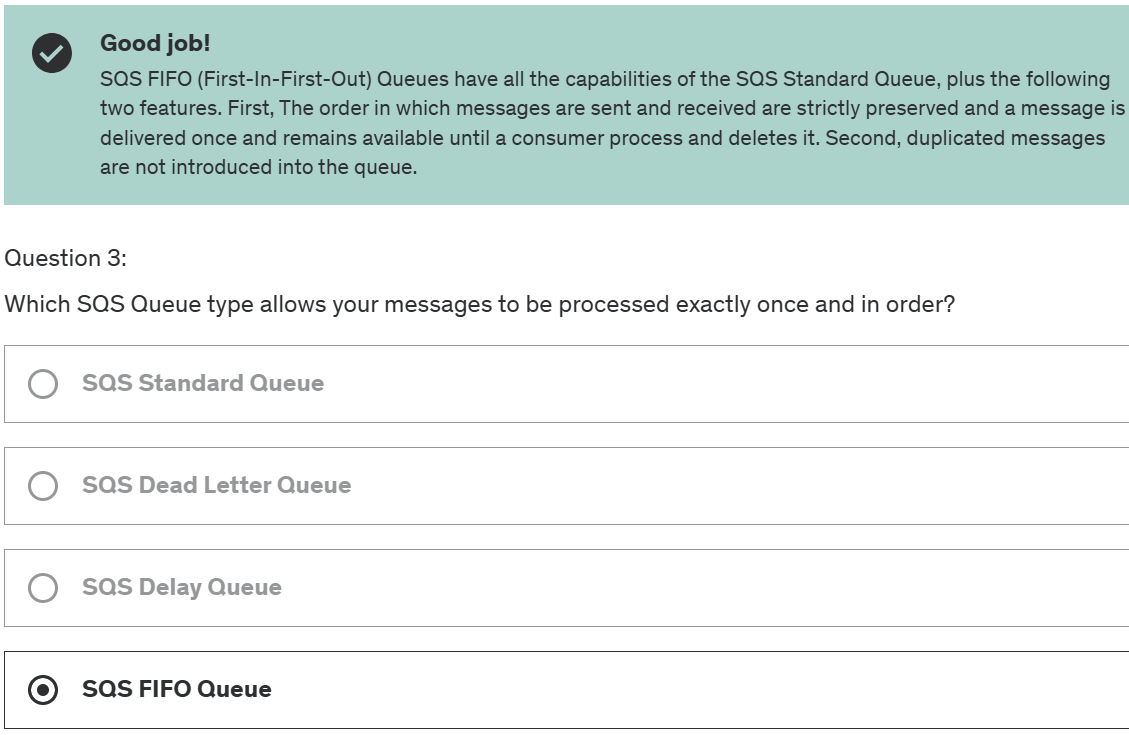 Good job!
SQS FIFO (First-In-First-Out) Queues have all the capabilities of the SQS Standard Queue, plus the following
two features. First, The order in which messages are sent and received are strictly preserved and a message is
delivered once and remains available until a consumer process and deletes it. Second, duplicated messages
are not introduced into the queue.
Question 3:
Which SQS Queue type allows your messages to be processed exactly once and in order?
SQS Standard Queue
SQS Dead Letter Queue
SQS Delay Queue
SQS FIFO Queue